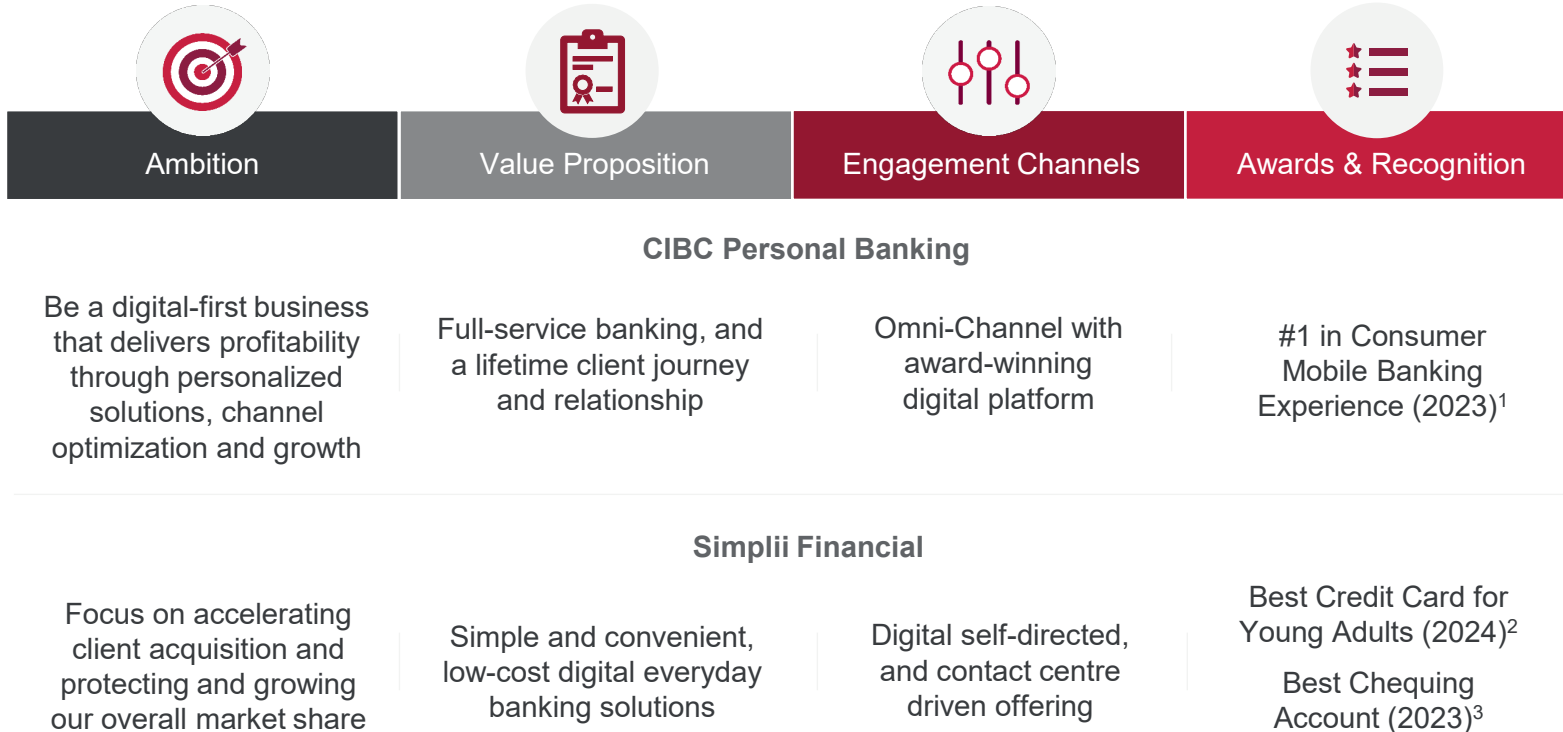 Ambition
Value Proposition
Engagement Channels
Awards & Recognition
CIBC Personal Banking
Be a digital-first business
that delivers profitability
through personalized
solutions, channel
optimization and growth
Full-service banking, and
a lifetime client journey
and relationship
Omni-Channel with
award-winning
digital platform
#1 in Consumer
Mobile Banking
Experience (2023)¹
Simplii Financial
Focus on accelerating
client acquisition and
protecting and growing
our overall market share
Simple and convenient,
low-cost digital everyday
banking solutions
Digital self-directed,
and contact centre
driven offering
Best Credit Card for
Young Adults (2024)²
Best Chequing
Account (2023)³